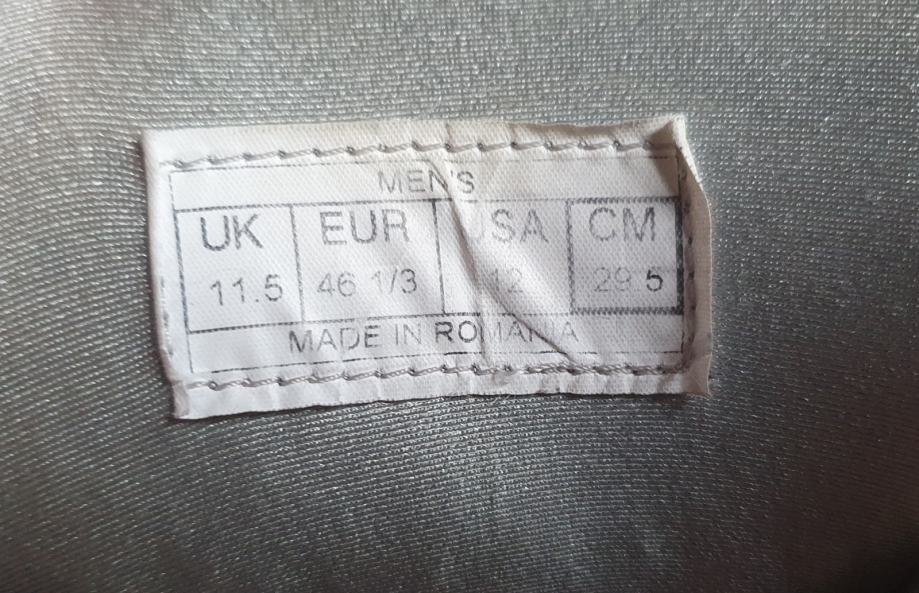 MEN'S
UK EUR USA CM
11.5 46 1/3 12 29.5
MADE IN ROMANIA